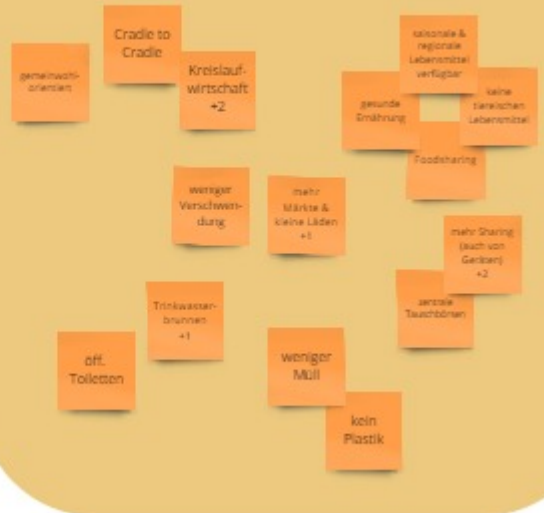 gemeinwohl-
orientiert
Cradle to
Cradle
Kreislauf-
wirtschaft
+2
saisonale &
regionale
Lebensmittel
verfügbar
gesunde
Ernährung
keine
tiereischen
Lebensmittel
Foodsharing
weniger
Verschwen-
dung
mehr
Märkte &
kleine Läden
+1
mehr Sharing
(auch von
Geräten)
+2
zentrale
Tauschbörsen
Trinkwasser-
brunnen
+1
öff.
Toiletten
weniger
Müll
kein
Plastik